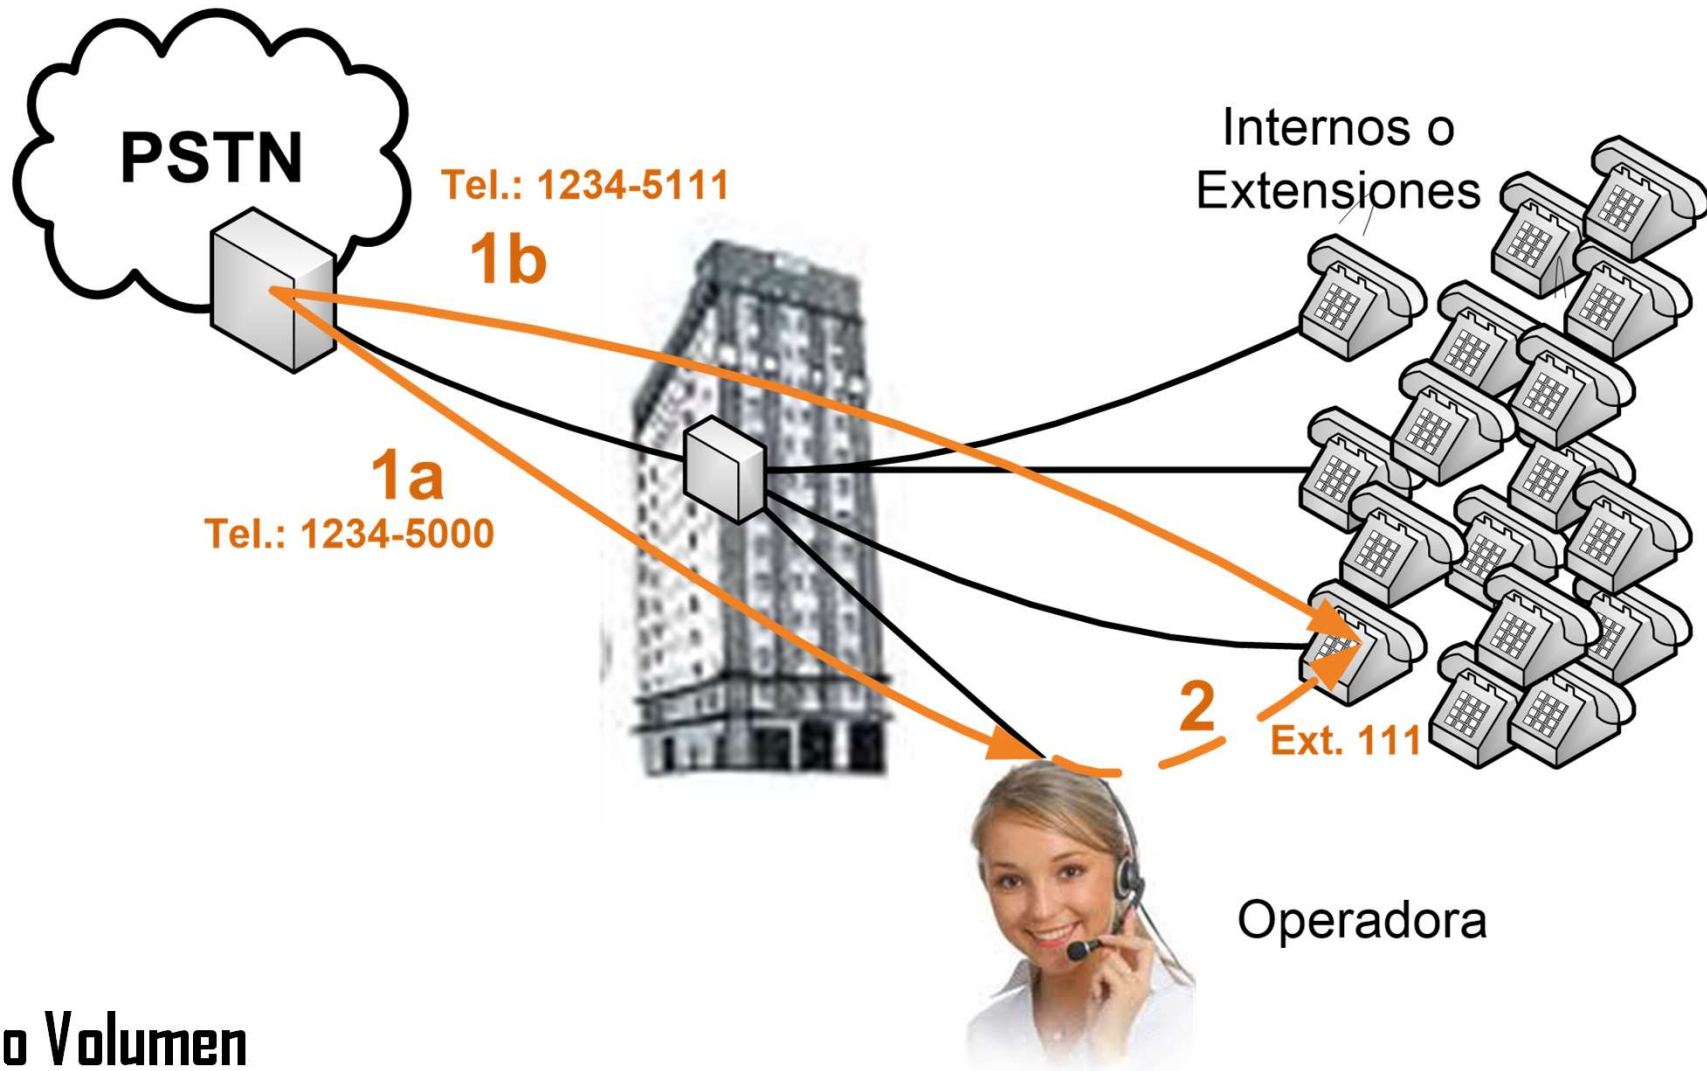 PSTN
Tel.: 1234-5111
1b
Internos o
Extensiones
1a
Tel.: 1234-5000
2
Ext. 111
Operadora
o Volumen